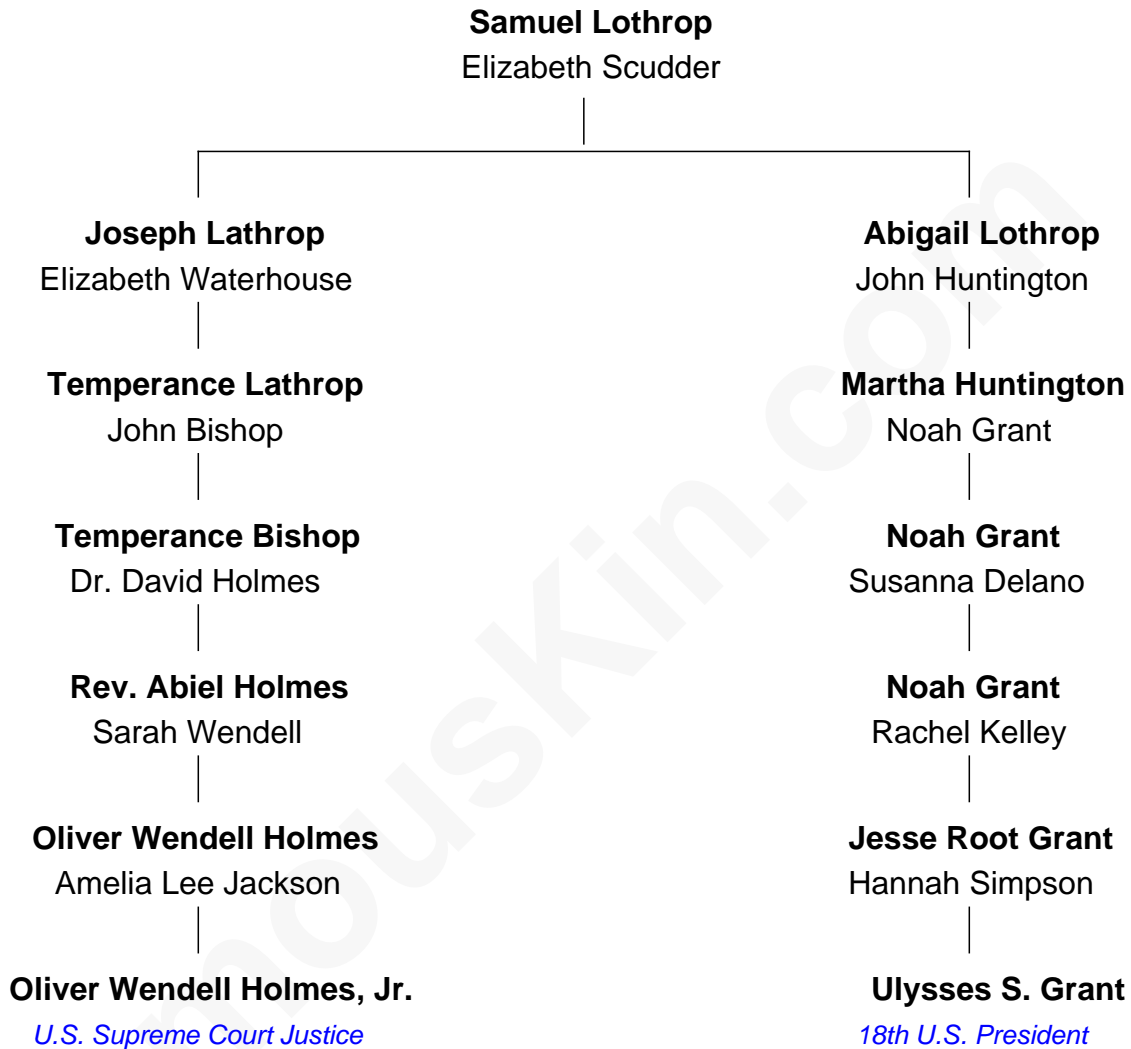 Samuel Lothrop
Elizabeth Scudder
Joseph Lathrop
Elizabeth Waterhouse
Temperance Lathrop
John Bishop
Temperance Bishop
Dr. David Holmes
Rev. Abiel Holmes
Sarah Wendell
Oliver Wendell Holmes
Amelia Lee Jackson
Oliver Wendell Holmes, Jr.
U.S. Supreme Court Justice
Abigail Lothrop
John Huntington
Martha Huntington
Noah Grant
Noah Grant
Susanna Delano
Noah Grant
Rachel Kelley
Jesse Root Grant
Hannah Simpson
Ulysses S. Grant
18th U.S. President
mousKin.com